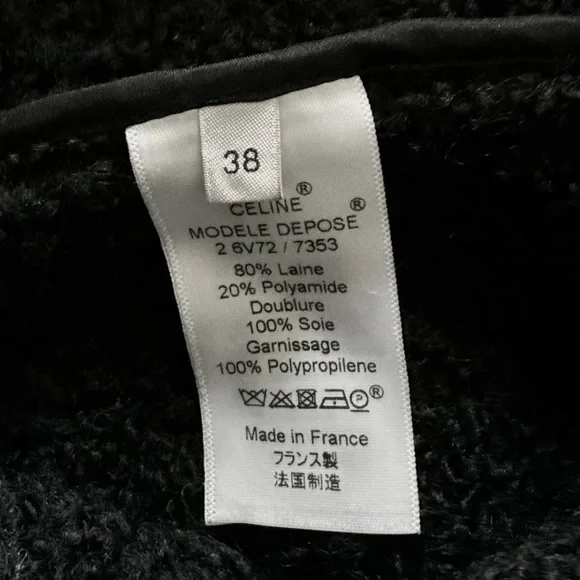 38
CELINE ®
MODELE DEPOSE ®
2 6V72 / 7353
80% Laine
20% Polyamide
Doublure
100% Soie
Garnissage
100% Polypropilene
P ®
Made in France
フランス製
法国制造